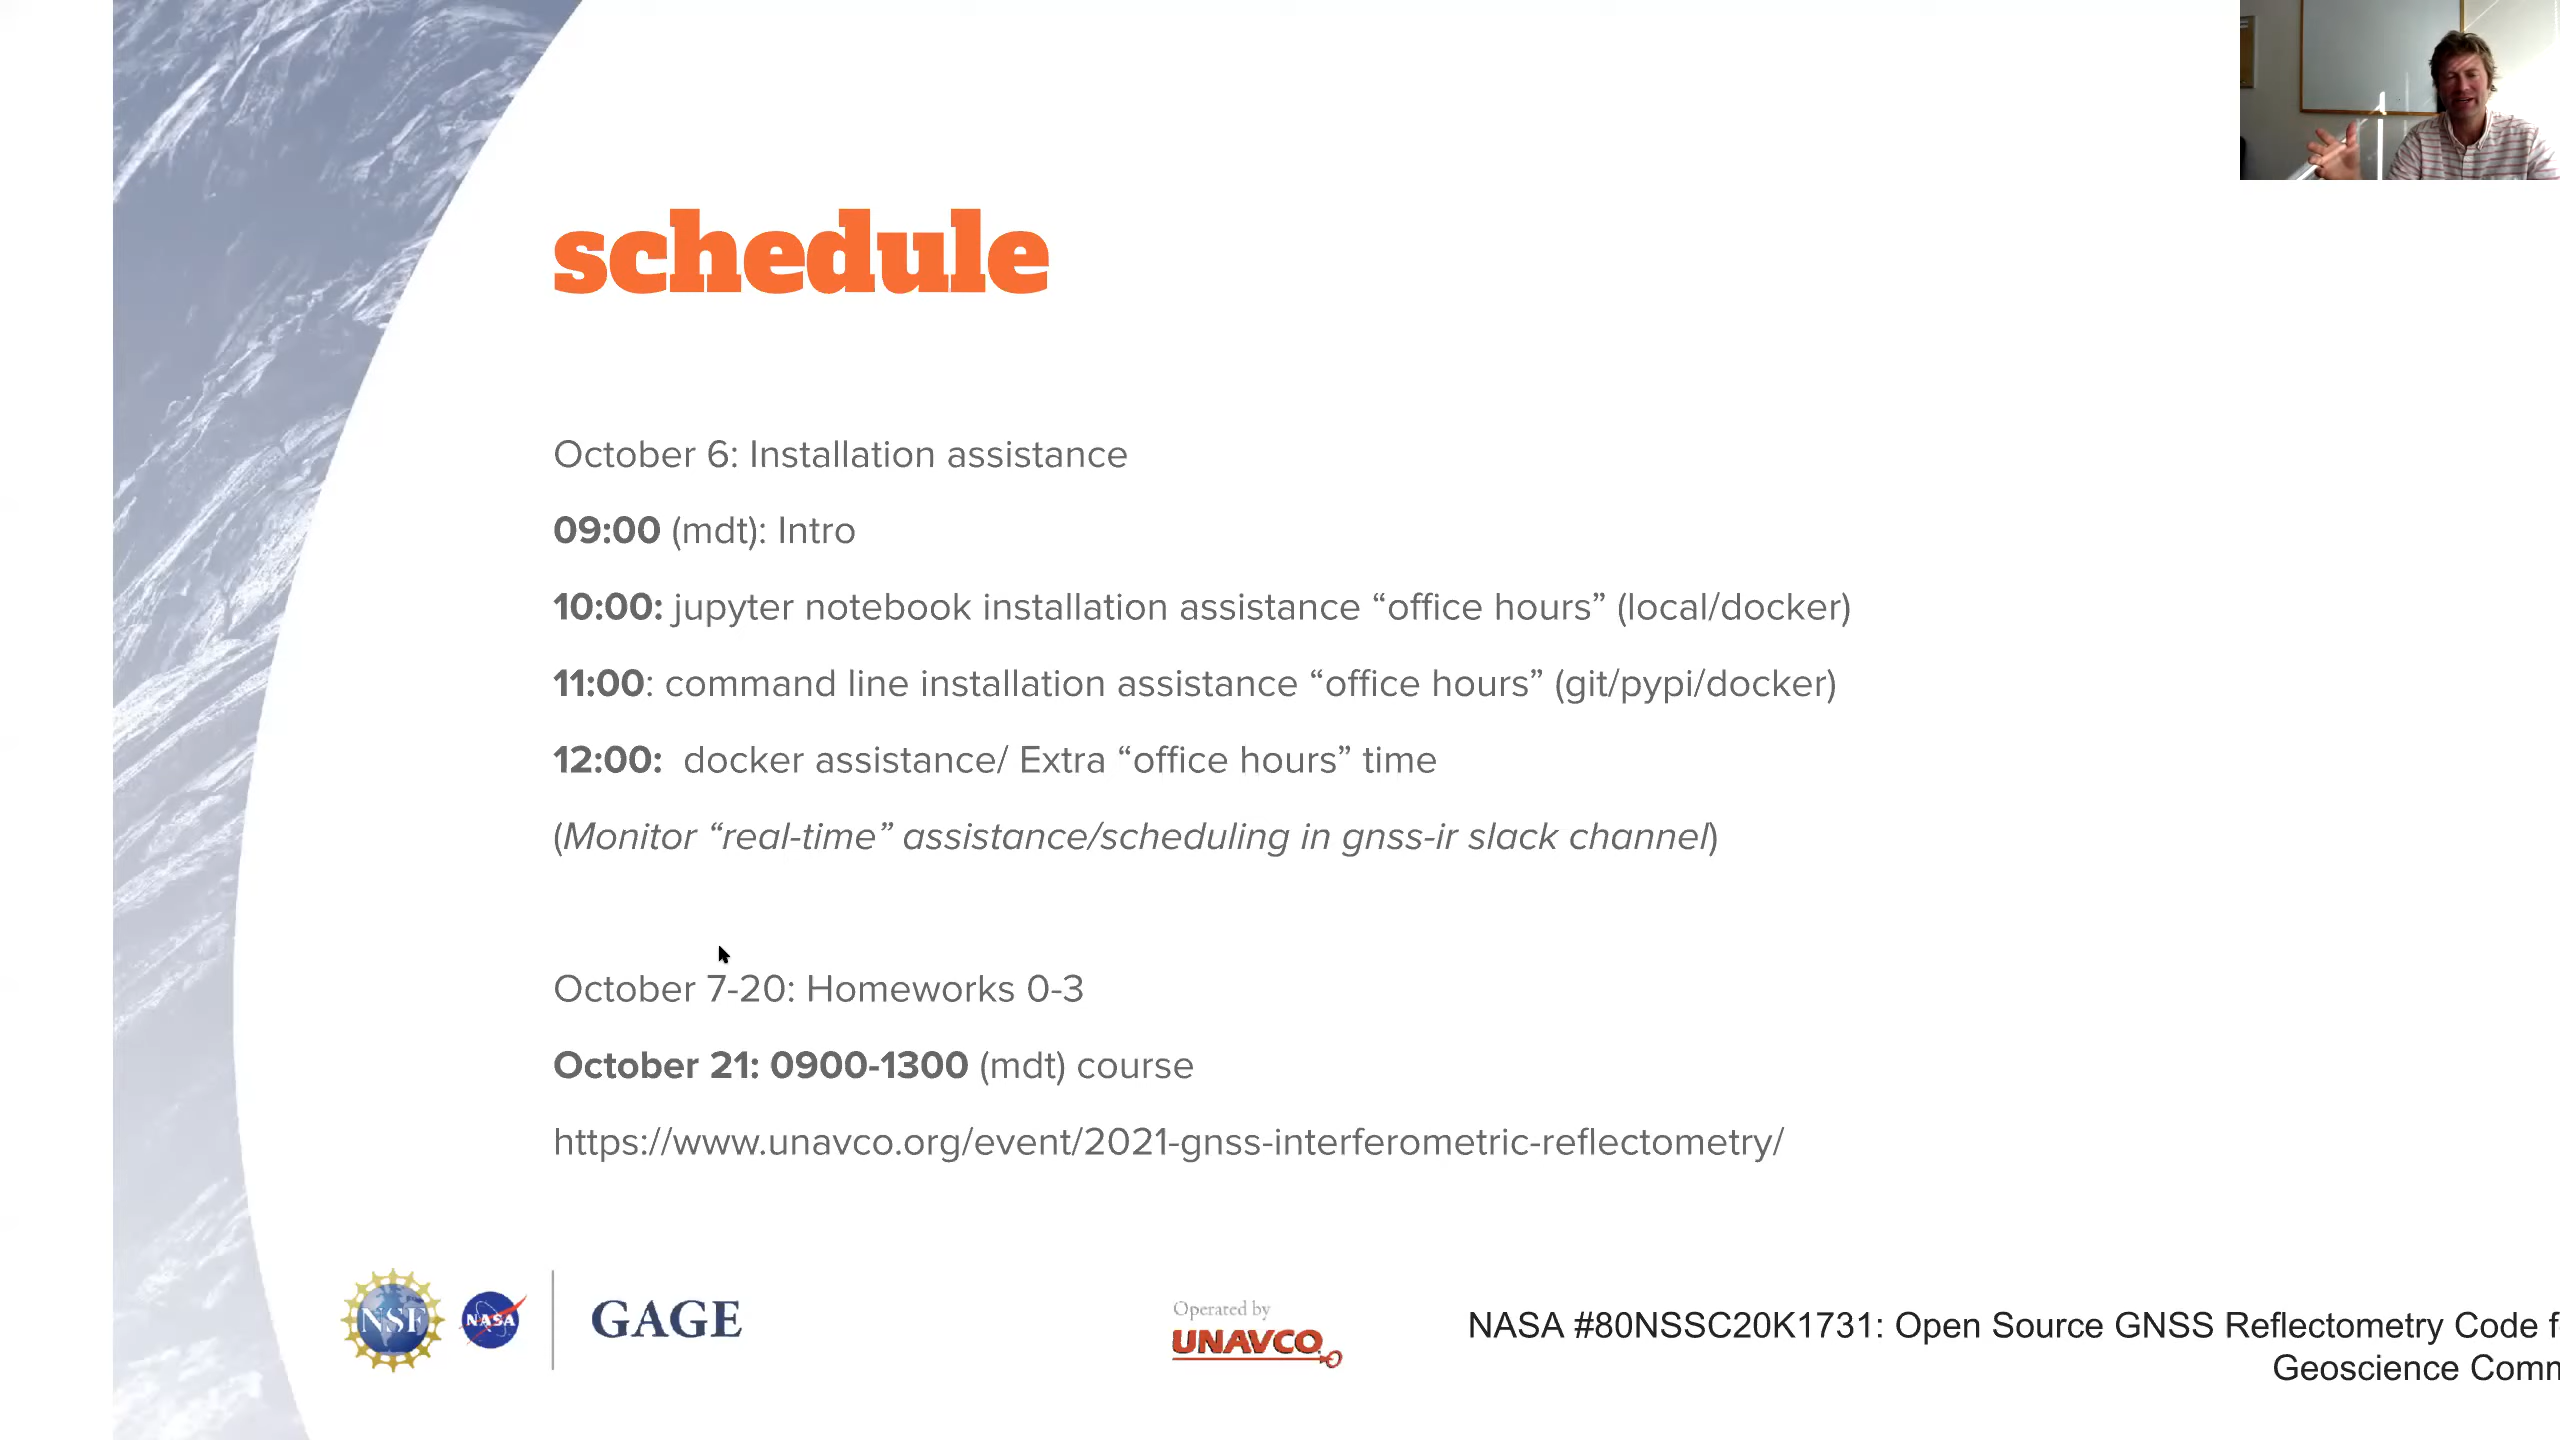 schedule
October 6: Installation assistance
09:00 (mdt): Intro
10:00: jupyter notebook installation assistance “office hours” (local/docker)
11:00: command line installation assistance “office hours” (git/pypi/docker)
12:00:  docker assistance/ Extra “office hours” time
(Monitor “real-time” assistance/scheduling in gnss-ir slack channel)
October 7-20: Homeworks 0-3
October 21: 0900-1300 (mdt) course
https://www.unavco.org/event/2021-gnss-interferometric-reflectometry/
NSF
NASA
GAGE
Operated by
UNAVCO
NASA #80NSSC20K1731: Open Source GNSS Reflectometry Code f
Geoscience Comm